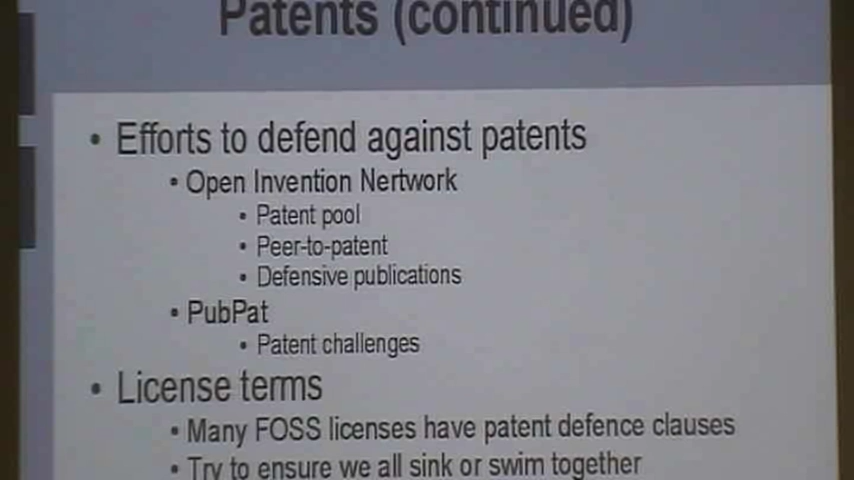 Patents (continued)
• Efforts to defend against patents
• Open Invention Nertwork
• Patent pool
• Peer-to-patent
• Defensive publications
• PubPat
• Patent challenges
• License terms
• Many FOSS licenses have patent defence clauses
• Try to ensure we all sink or swim together